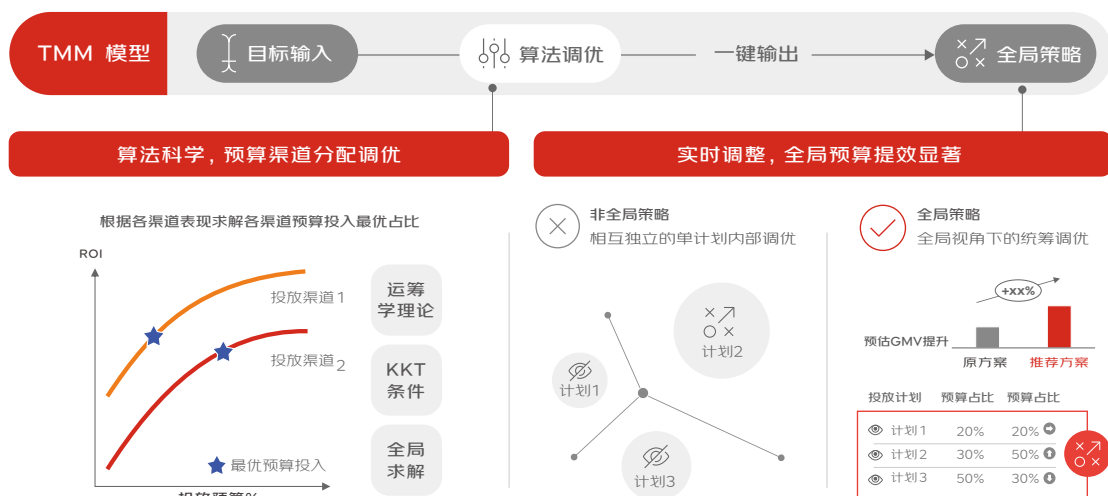 TMM 模型
目标输入
算法调优
一键输出
全局策略
算法科学，预算渠道分配调优
实时调整，全局预算提效显著
根据各渠道表现求解各渠道预算投入最优占比
ROI
投放渠道1
投放渠道2
最优预算投入
投放预算%
运筹
学理论
KKT
条件
全局
求解
非全局策略
相互独立的单计划内部调优
计划1
计划2
计划3
全局策略
全局视角下的统筹调优
+xx%
预估GMV提升
原方案
推荐方案
投放计划 预算占比 预算占比
计划1 20% 20%
计划2 30% 50%
计划3 50% 30%